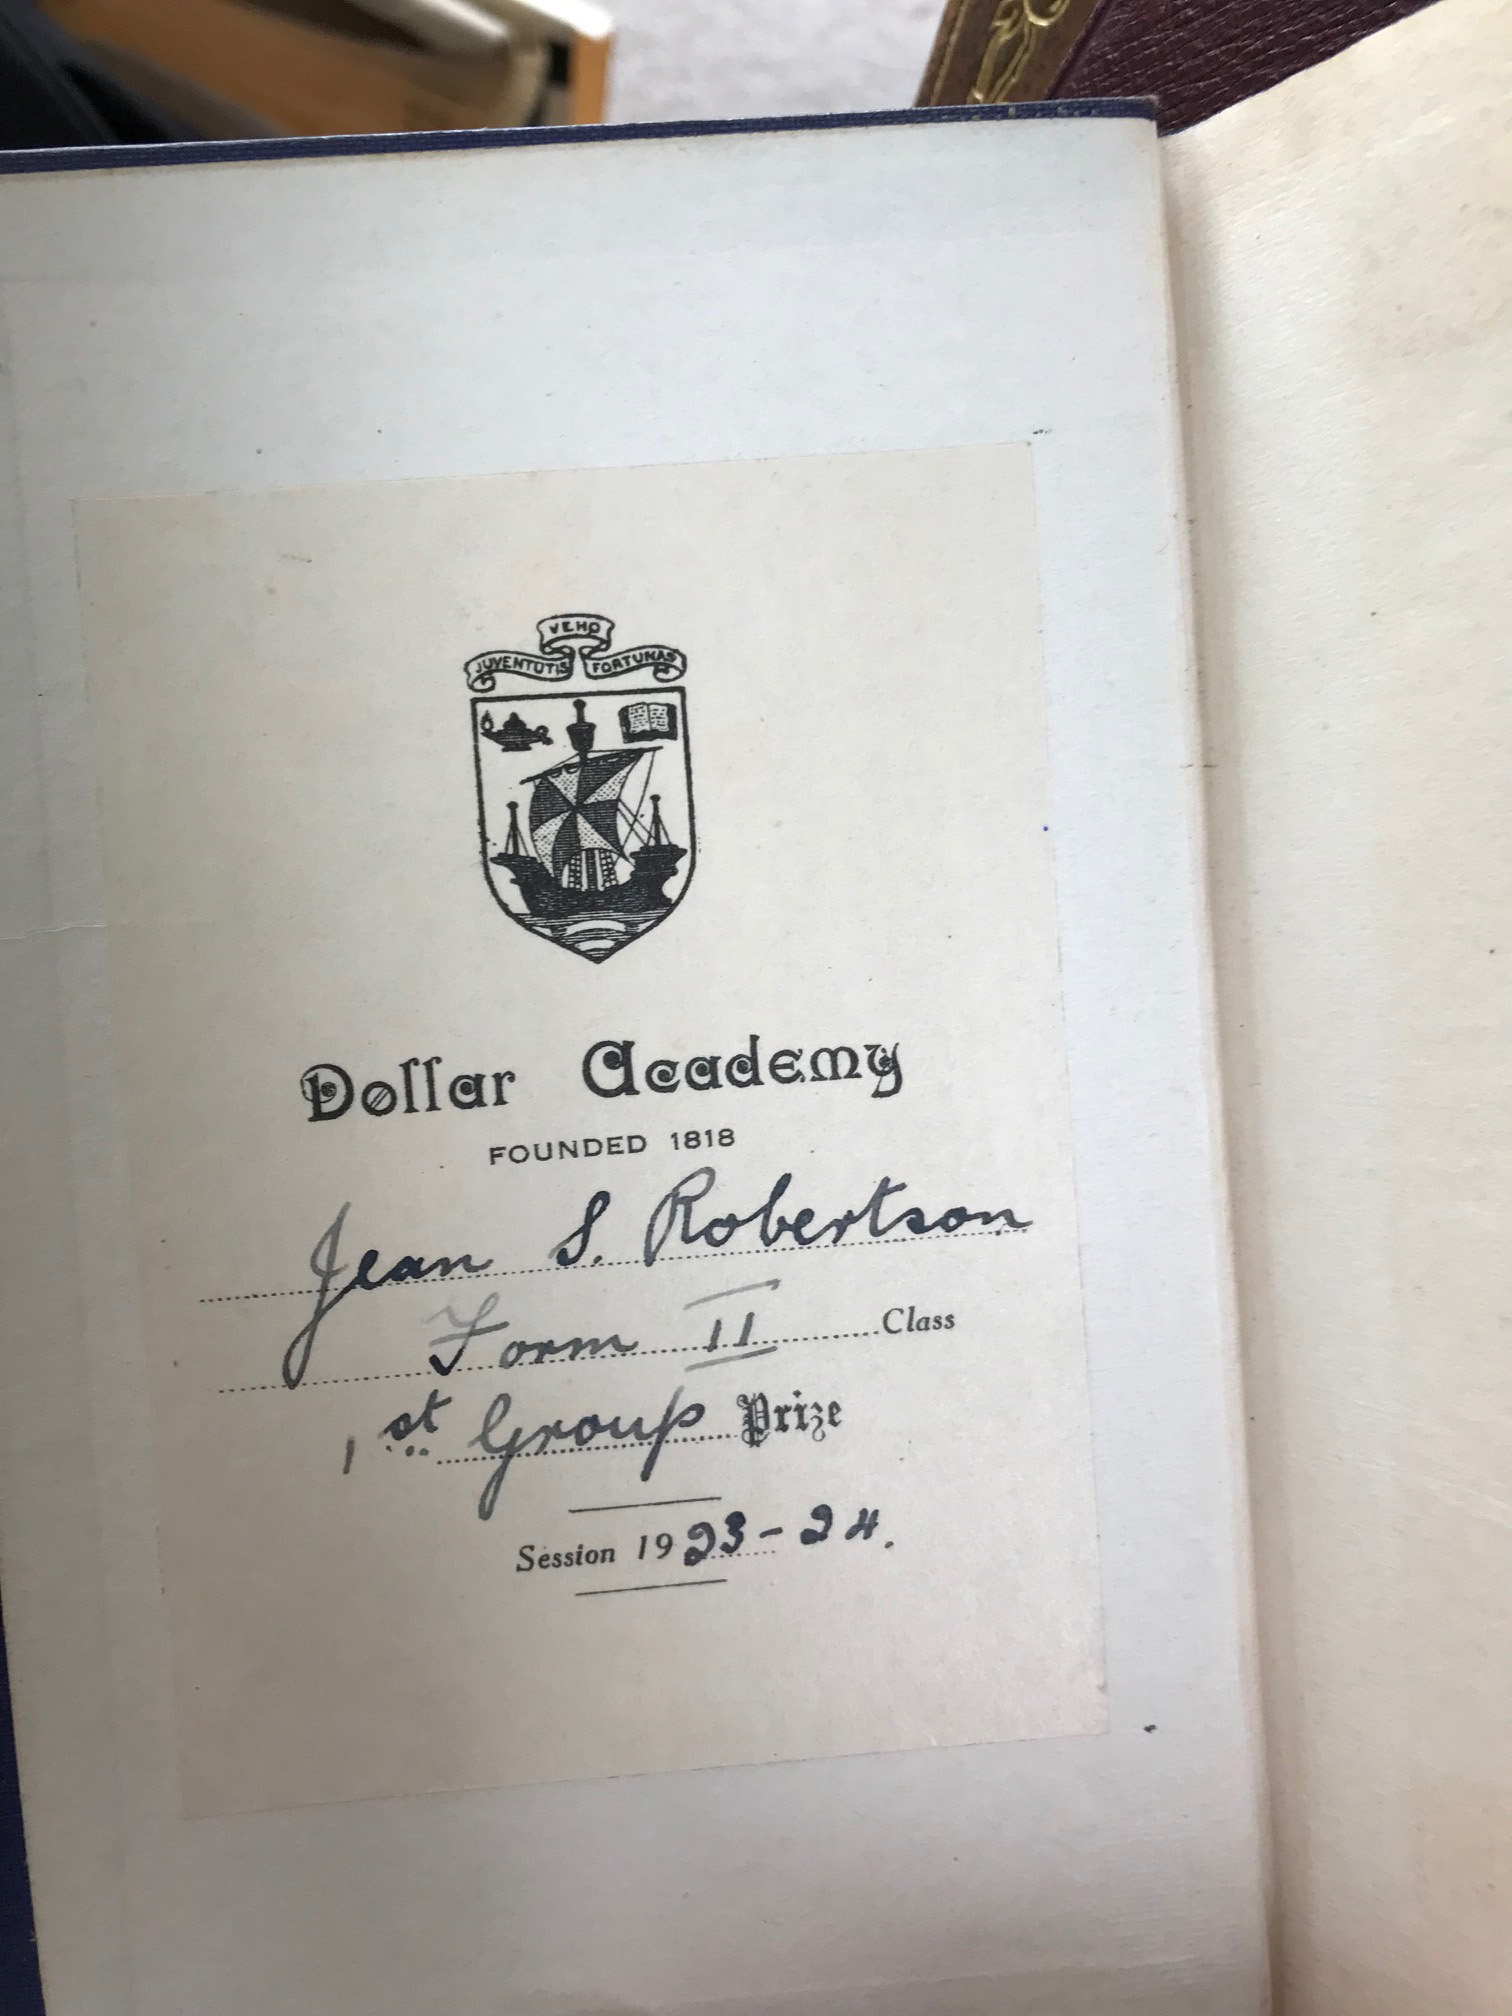 VEHO
JUVENTUTIS FORTUNAS
Dollar Academy
FOUNDED 1818
Jean S. Robertson
Form II Class
1st Group Prize
Session 1923-24.